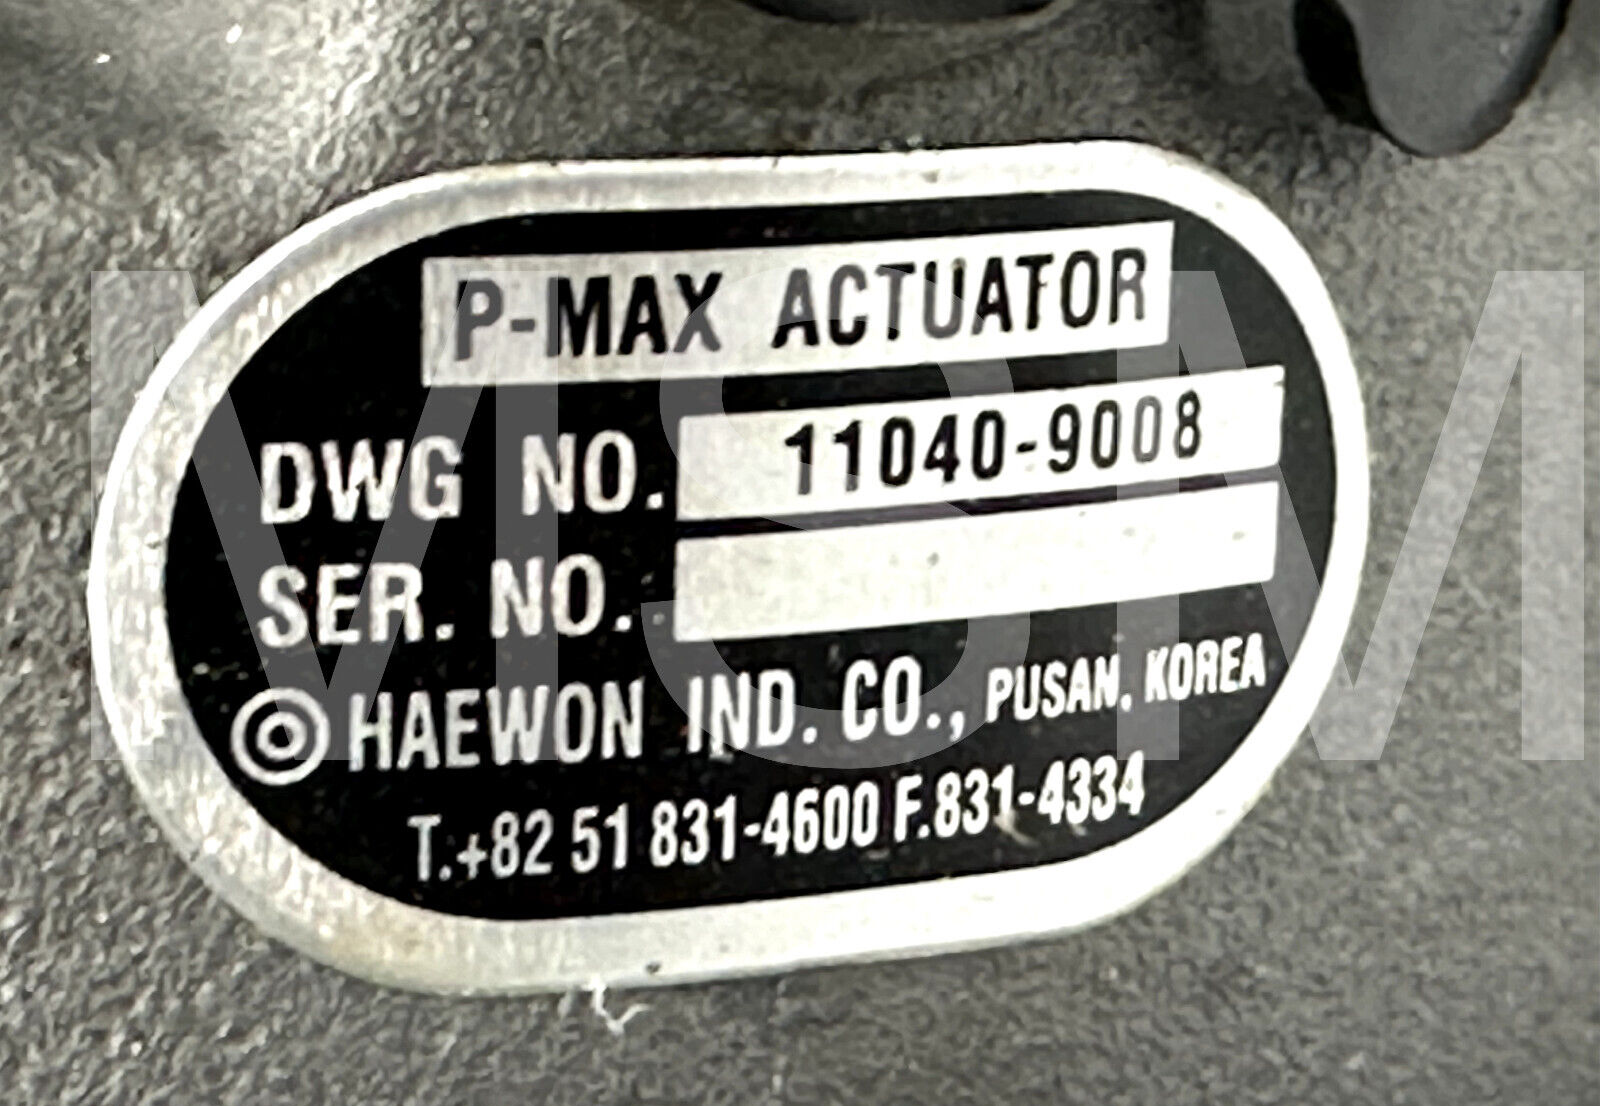 P-MAX ACTUATOR
DWG NO. 11040-9008
SER. NO.
HAEWON IND. CO., PUSAN, KOREA
T.+82 51 831-4600 F.831-4334
MSM